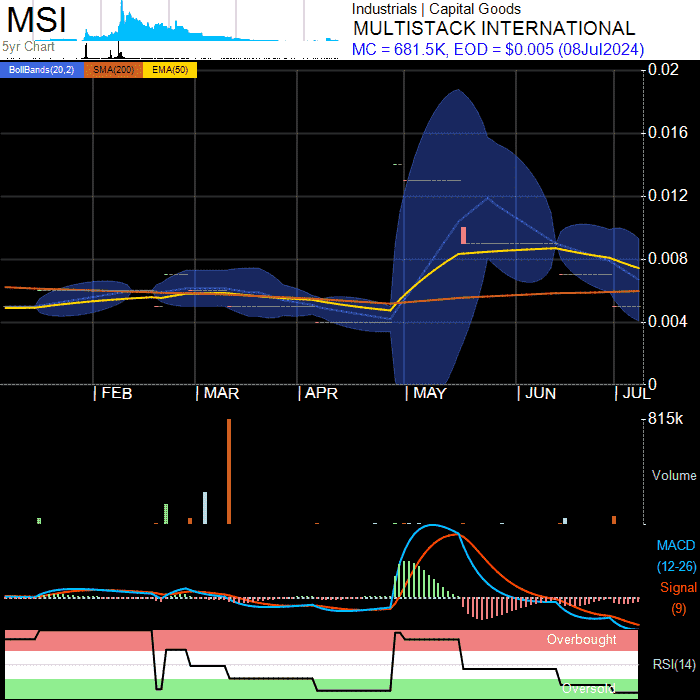 MSI
5yr Chart
Industrials | Capital Goods
MULTISTACK INTERNATIONAL
MC = 681.5K, EOD = $0.005 (08Jul2024)
BollBands(20,2) SMA(200) EMA(50)
0.02
0.016
0.012
0.008
0.004
0
| FEB | MAR | APR | MAY | JUN | JUL
815k
Volume
MACD
(12-26)
Signal
(9)
Overbought
RSI(14)
Oversold